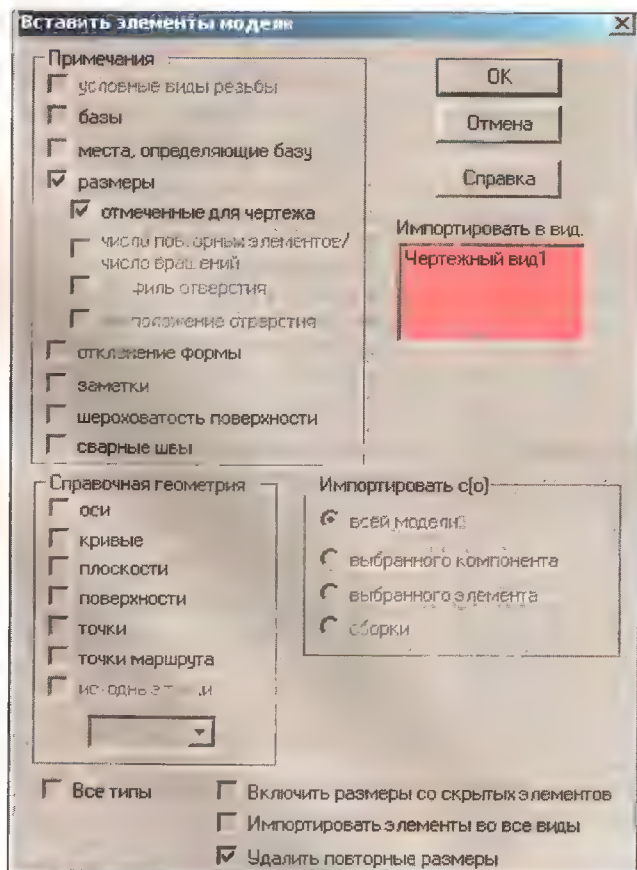 Вставить элементы модели
Примечания
условные виды резьбы
базы
места, определяющие базу
размеры
отмеченные для чертежа
число повторных элементов/
число вращений
отверстия
отверстия
отклонение формы
заметки
шероховатость поверхности
сварные швы
OK
Отмена
Справка
Импортировать в вид.
Чертежный вид1
Справочная геометрия
оси
кривые
плоскости
поверхности
точки
точки маршрута
Импортировать с(о)
всей модели
выбранного компонента
выбранного элемента
сборки
Все типы
Включить размеры со скрытых элементов
Импортировать элементы во все виды
Удалить повторные размеры